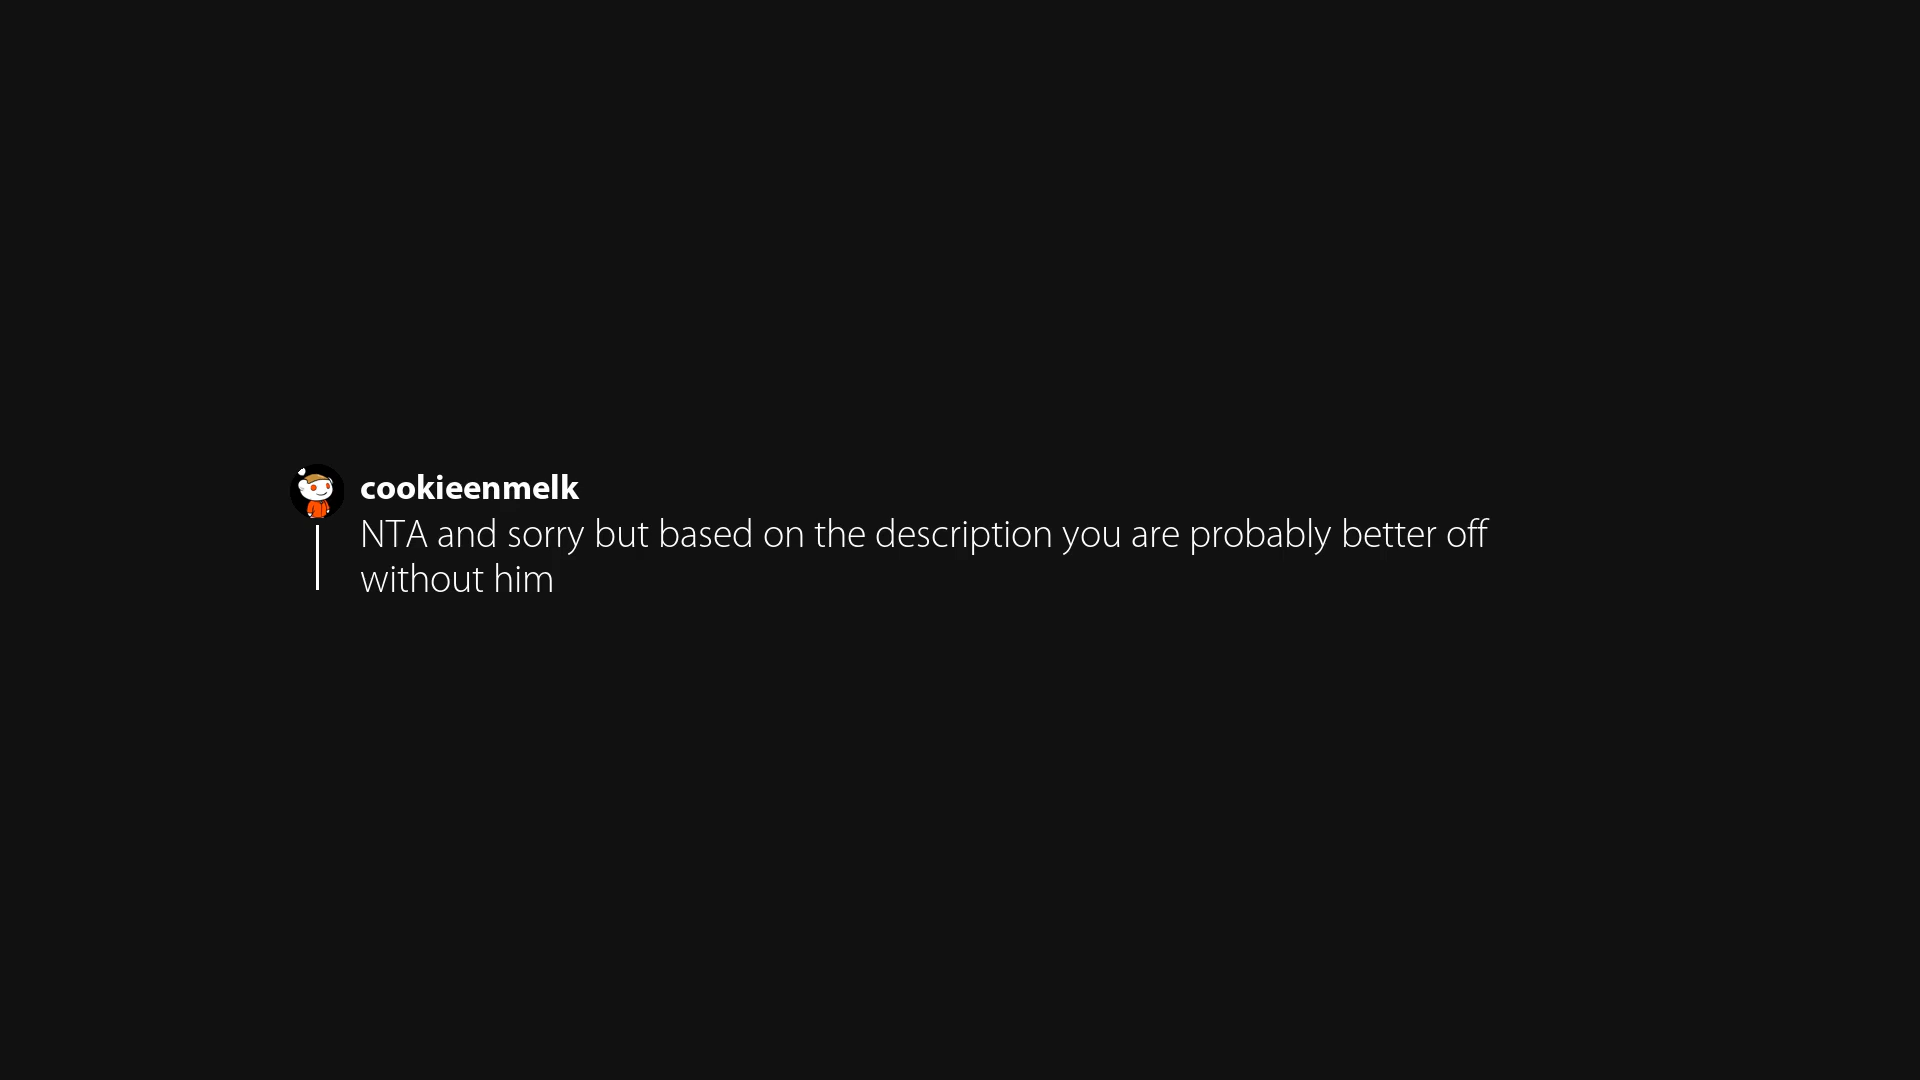 cookieenmelk
NTA and sorry but based on the description you are probably better off
without him